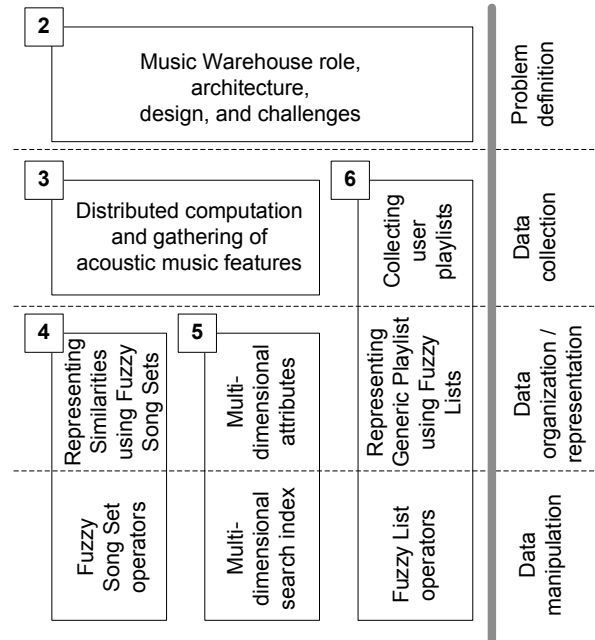 2
Music Warehouse role,
architecture,
design, and challenges
Problem
definition
3
Distributed computation
and gathering of
acoustic music features
6
Collecting
user
playlists
Data
collection
4
Representing
Similarities
using Fuzzy
Song Sets
5
Multi-
dimensional
attributes
Representing
Generic Playlist
using Fuzzy
Lists
Data
organization /
representation
Fuzzy
Song Set
operators
Multi-
dimensional
search index
Fuzzy List
operators
Data
manipulation